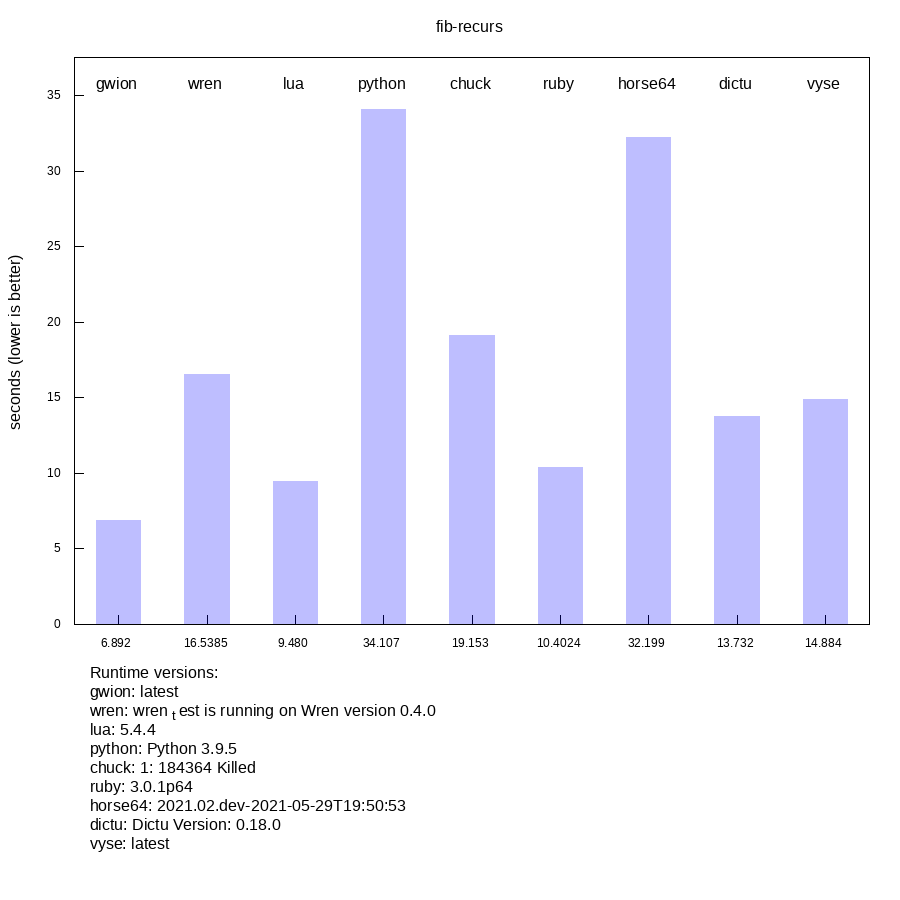 fib-recurs
gwion wren lua python chuck ruby horse64 dictu vyse
35
30
25
20
15
10
5
0
seconds (lower is better)
6.892 16.5385 9.480 34.107 19.153 10.4024 32.199 13.732 14.884
Runtime versions:
gwion: latest
wren: wren t est is running on Wren version 0.4.0
lua: 5.4.4
python: Python 3.9.5
chuck: 1: 184364 Killed
ruby: 3.0.1p64
horse64: 2021.02.dev-2021-05-29T19:50:53
dictu: Dictu Version: 0.18.0
vyse: latest